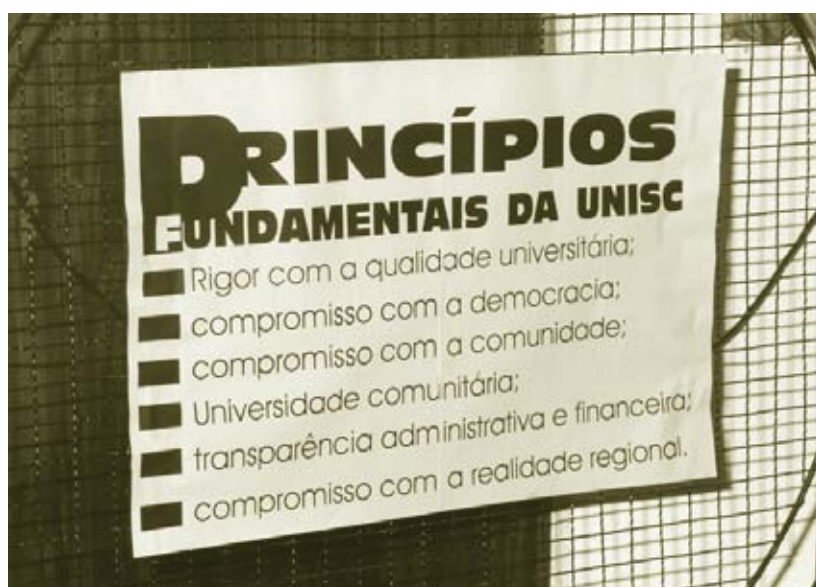 PRINCÍPIOS
FUNDAMENTAIS DA UNISC
Rigor com a qualidade universitária;
compromisso com a democracia;
compromisso com a comunidade;
Universidade comunitária;
transparência administrativa e financeira;
compromisso com a realidade regional.